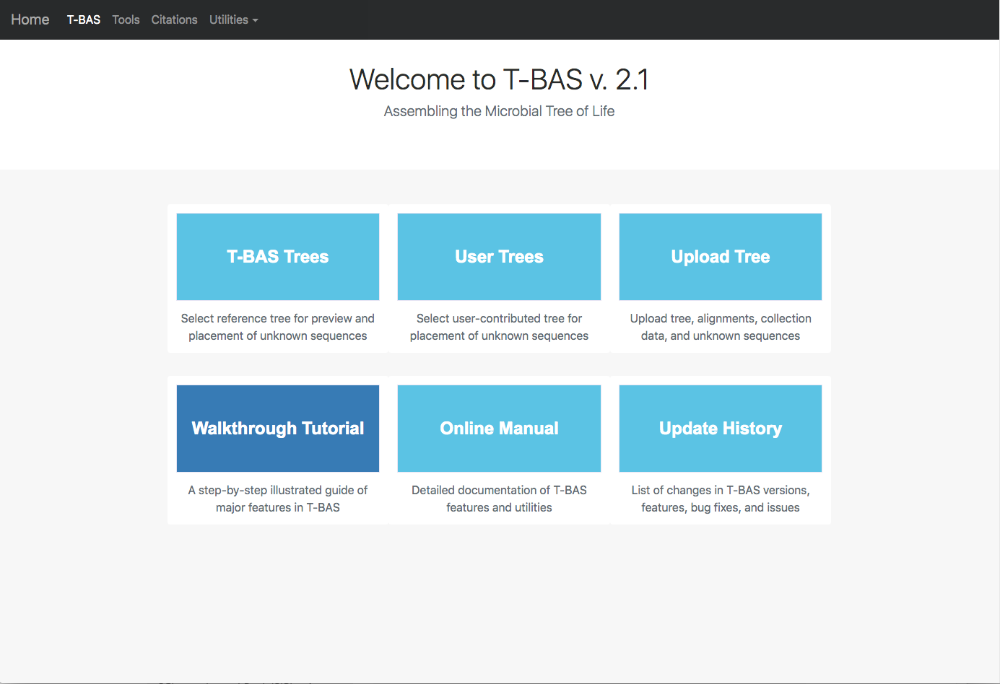 Home T-BAS Tools Citations Utilities
Welcome to T-BAS v. 2.1
Assembling the Microbial Tree of Life
T-BAS Trees
Select reference tree for preview and
placement of unknown sequences
User Trees
Select user-contributed tree for
placement of unknown sequences
Upload Tree
Upload tree, alignments, collection
data, and unknown sequences
Walkthrough Tutorial
A step-by-step illustrated guide of
major features in T-BAS
Online Manual
Detailed documentation of T-BAS
features and utilities
Update History
List of changes in T-BAS versions,
features, bug fixes, and issues